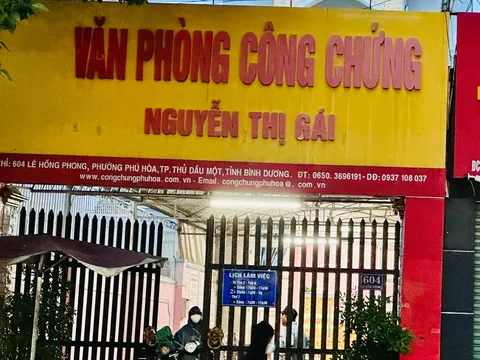 VĂN PHÒNG CÔNG CHỨNG
NGUYỄN THỊ GÁI
CHỈ: 604 LÊ HỒNG PHONG, PHƯỜNG PHÚ HÒA, TP. THỦ DẦU MỘT, TỈNH BÌNH DƯƠNG. ĐT: 0650. 3696191 - DĐ: 0937 108 037
www.congchungphuhoa.com.vn - Email. congchungphuhoa@. com.vn
LỊCH LÀM VIỆC
604